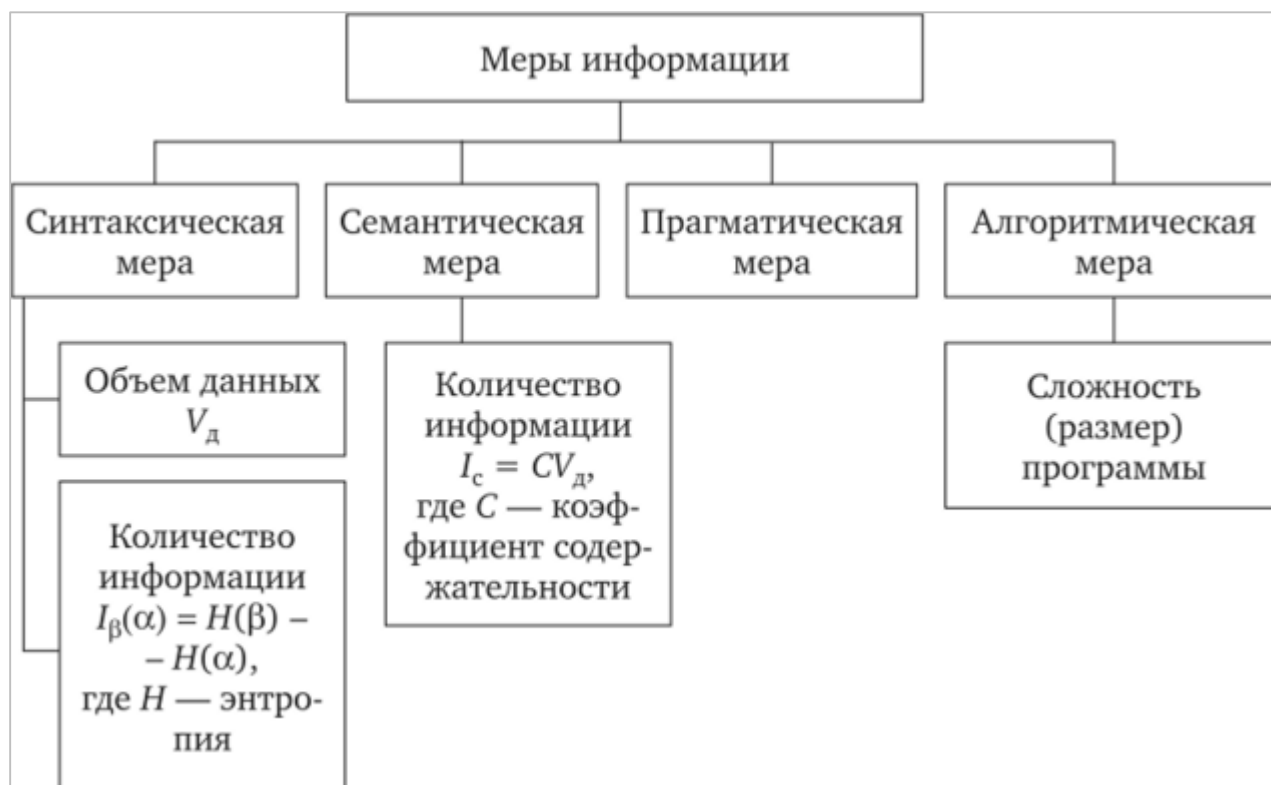 Меры информации
Синтаксическая
мера
Семантическая
мера
Прагматическая
мера
Алгоритмическая
мера
Объем данных
Vд
Количество
информации
Iβ(α) = H(β) –
– H(α),
где H — энтро-
пия
Количество
информации
Iс = CVд,
где C — коэф-
фициент содер-
жательности
Сложность
(размер)
программы